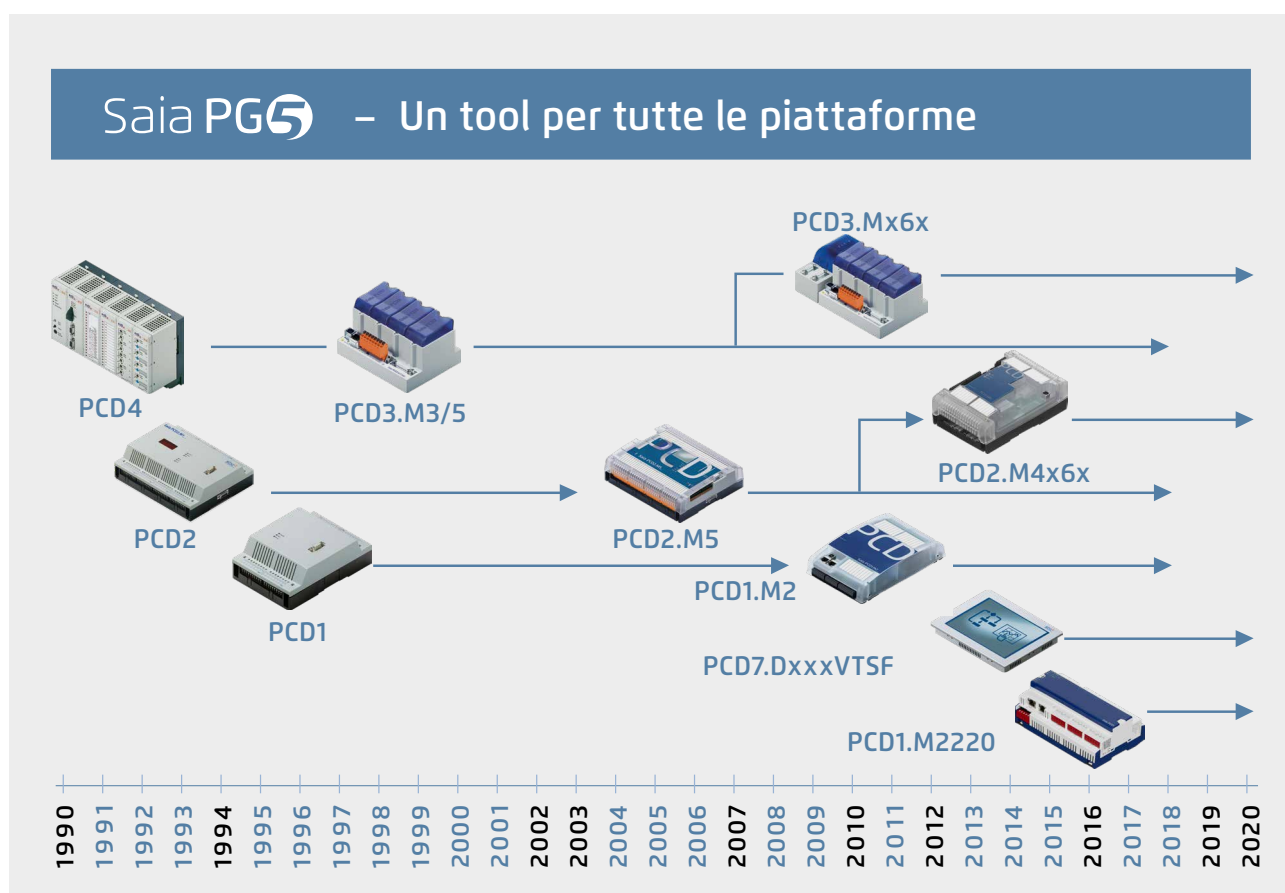 Saia PG5 – Un tool per tutte le piattaforme
PCD3.Mx6x
PCD4
PCD3.M3/5
PCD
PCD2.M4x6x
PCD
PCD2
PCD2.M5
PCD
PCD1.M2
PCD1
PCD7.DxxxVTSF
PCD1.M2220
1990
1991
1992
1993
1994
1995
1996
1997
1998
1999
2000
2001
2002
2003
2004
2005
2006
2007
2008
2009
2010
2011
2012
2013
2014
2015
2016
2017
2018
2019
2020